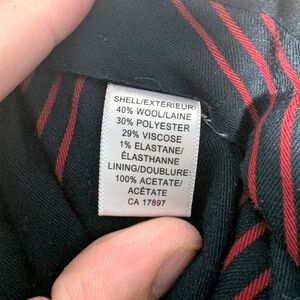 SHELL/EXTÉRIEUR:
40% WOOL/LAINE
30% POLYESTER
29% VISCOSE
1% ELASTANE/
ÉLASTHANNE
LINING/DOUBLURE:
100% ACETATE/
ACÉTATE
CA 17897